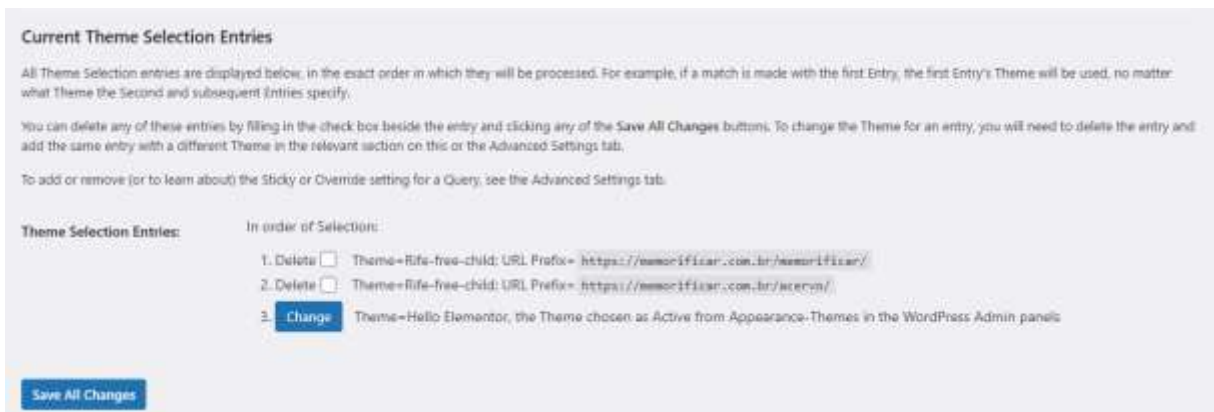 Current Theme Selection Entries
All Theme Selection entries are displayed below, in the exact order in which they will be processed. For example, if a match is made with the first Entry, the first Entry's Theme will be used, no matter
what Theme the Second and subsequent Entries specify.
You can delete any of these entries by filling in the check box beside the entry and clicking any of the Save All Changes buttons. To change the Theme for an entry, you will need to delete the entry and
add the same entry with a different Theme in the relevant section on this or the Advanced Settings tab.
To add or remove (or to learn about) the Sticky or Override setting for a Query, see the Advanced Settings tab.
Theme Selection Entries:
In order of Selection:
1. Delete Theme=Rife-free-child; URL Prefix= https://memorificar.com.br/memorificar/
2. Delete Theme=Rife-free-child; URL Prefix= https://memorificar.com.br/acervo/
3. Change Theme=Hello Elementor, the Theme chosen as Active from Appearance-Themes in the WordPress Admin panels
Save All Changes